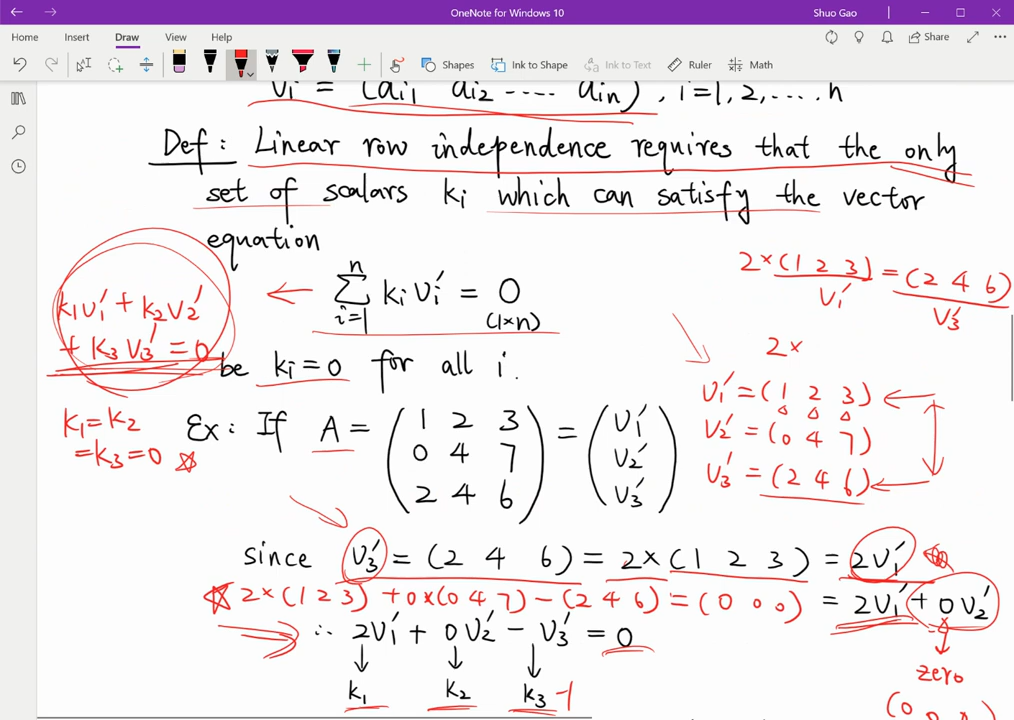 OneNote for Windows 10
Shuo Gao
Home Insert Draw View Help
Share
Shapes Ink to Shape Ink to Text Ruler Math
Vi' = (ai1 ai2 ..... ain), i=1, 2, ...., n
Def: Linear row independence requires that the only
set of scalars ki which can satisfy the vector
equation
2×(1 2 3) = (2 4 6)
V1' V3'
k1V1' + k2V2'
+ k3V3' = 0
← n∑i=1 kiVi' = 0
(1×n)
be ki=0 for all i.
2×
V1' = (1 2 3)
V2' = (0 4 7)
V3' = (2 4 6)
k1=k2
=k3=0
Ex: If A = (1 2 3) = (V1')
(0 4 7) (V2')
(2 4 6) (V3')
since V3' = (2 4 6) = 2×(1 2 3) = 2V1'
2×(1 2 3) + 0×(0 4 7) − (2 4 6) = (0 0 0) = 2V1' + 0V2'
∴ 2V1' + 0V2' − V3' = 0
zero
k1 k2 k3 -1